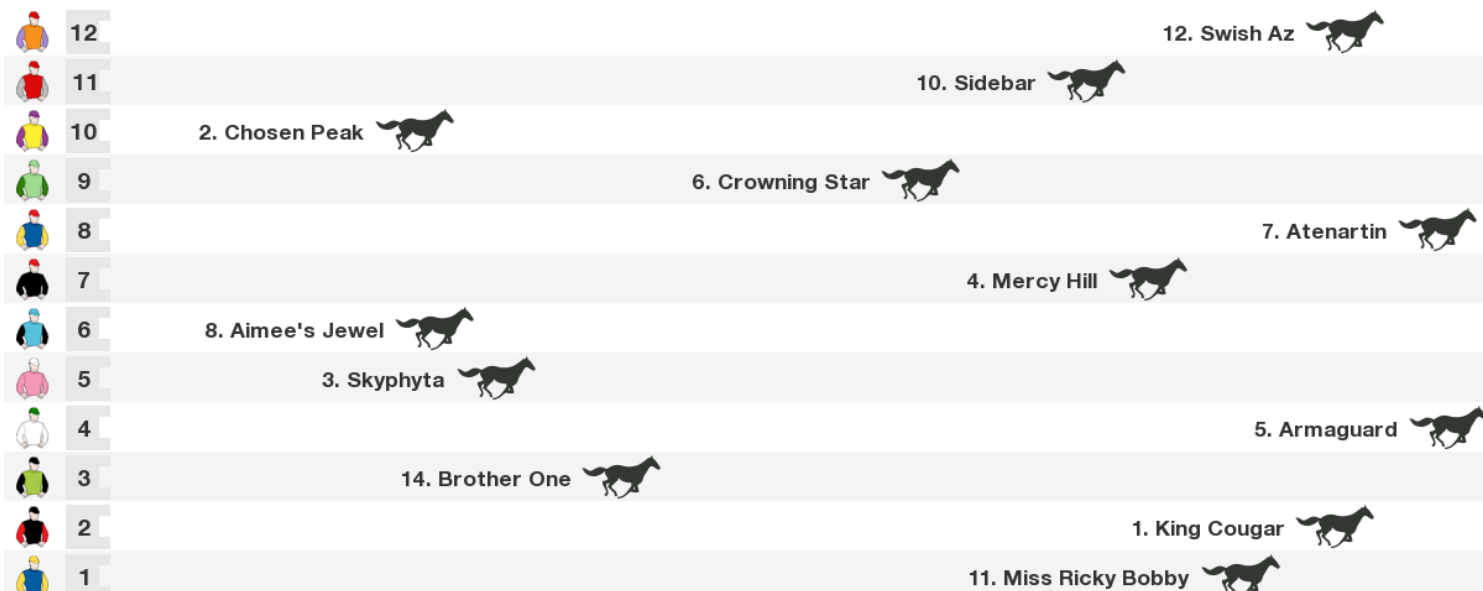 12 12. Swish Az
11 10. Sidebar
10 2. Chosen Peak
9 6. Crowning Star
8 7. Atenartin
7 4. Mercy Hill
6 8. Aimee's Jewel
5 3. Skyphyta
4 5. Armaguard
3 14. Brother One
2 1. King Cougar
1 11. Miss Ricky Bobby